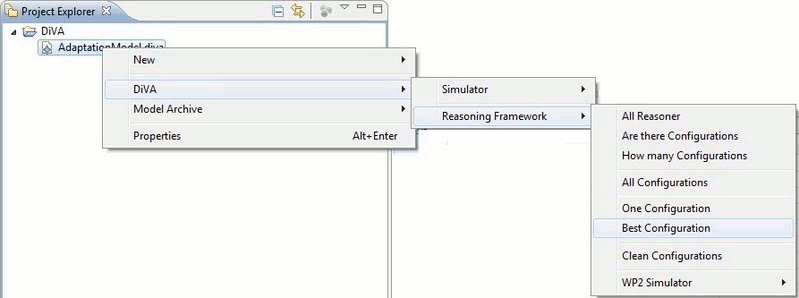 Project Explorer
DiVA
AdaptationModel.diva
New
DiVA
Model Archive
Properties Alt+Enter
Simulator
Reasoning Framework
All Reasoner
Are there Configurations
How many Configurations
All Configurations
One Configuration
Best Configuration
Clean Configurations
WP2 Simulator